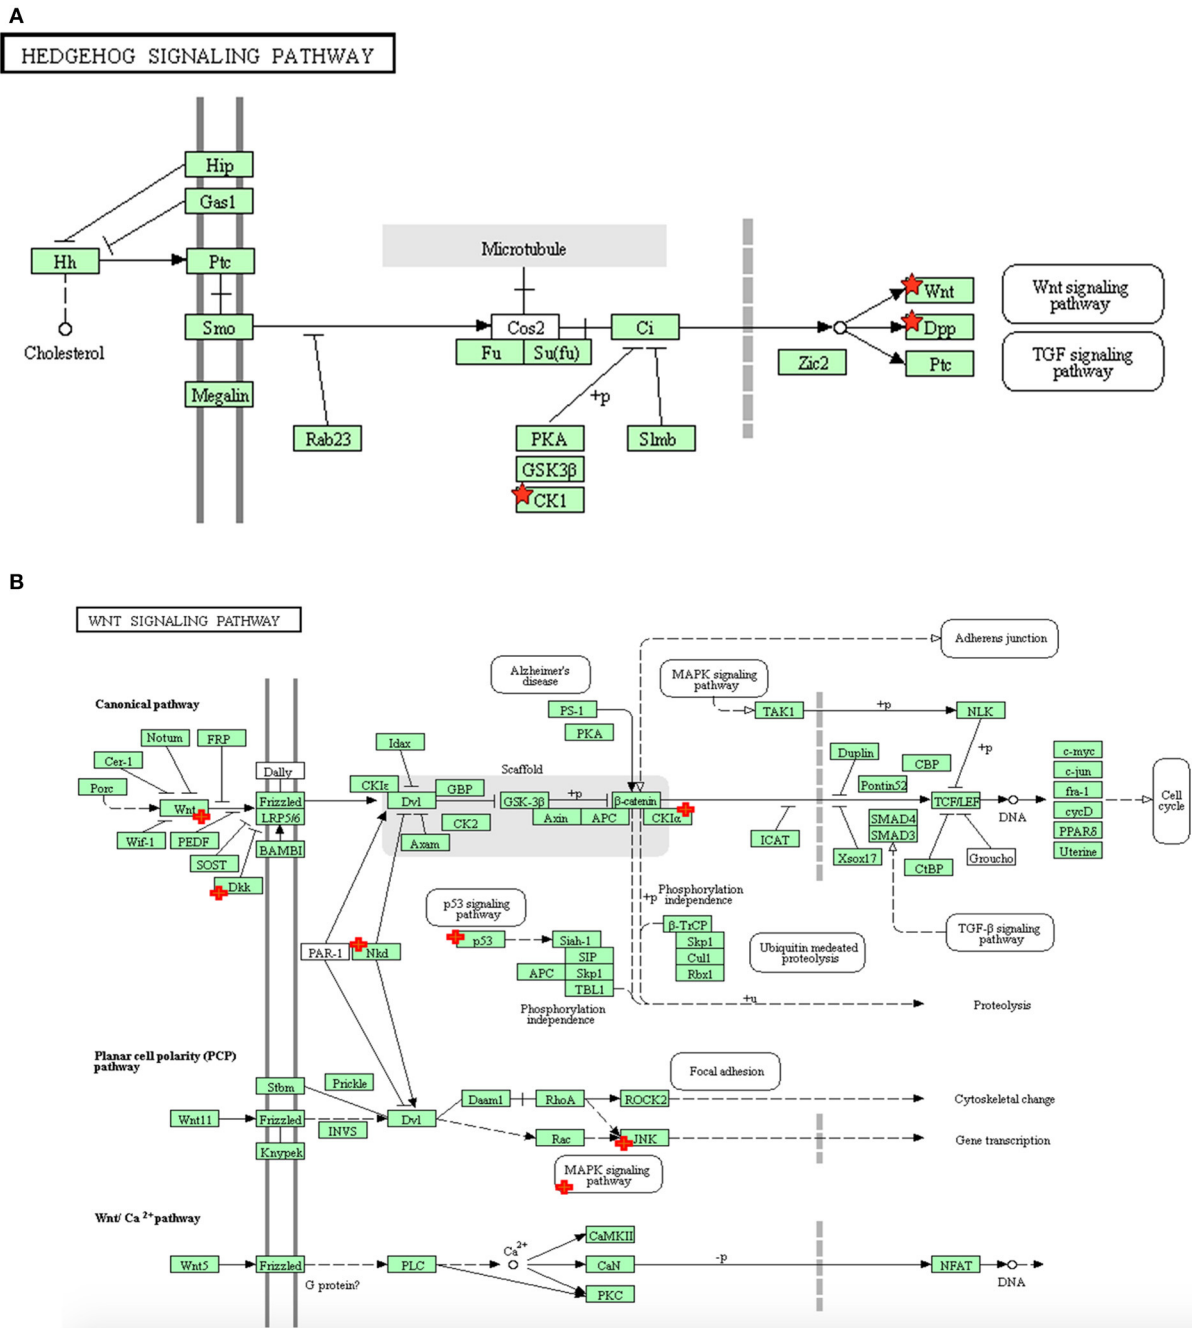 A
HEDGEHOG SIGNALING PATHWAY
Hip
Gas1
Hh
Ptc
Microtubule
Smo
Cos2
Ci
Fu
Su(fu)
Cholesterol
Megalin
Rab23
+p
PKA
Slmb
GSK3β
CK1
Wnt
Dpp
Ptc
Zic2
Wnt signaling
pathway
TGF signaling
pathway
B
WNT SIGNALING PATHWAY
Canonical pathway
Notum
FRP
Cer-1
Porc
Wnt
Wif-1
PEDF
SOST
Dkk
Dally
Frizzled
LRP5/6
BAMBI
PAR-1
Nkd
Idax
CKIε
Dvl
GBP
CK2
Axam
Scaffold
Alzheimer's
disease
PS-1
PKA
GSK-3β
+p
β-catenin
Axin
APC
CKIα
Adherens junction
MAPK signaling
pathway
TAK1
+p
NLK
+p
Duplin
CBP
Pontin52
TCF/LEF
DNA
SMAD4
SMAD3
ICAT
Xsox17
CtBP
Groucho
c-myc
c-jun
fra-1
cycD
PPARδ
Uterine
Cell
cycle
p53 signaling
pathway
p53
Siah-1
SIP
APC
Skp1
TBL1
Phosphorylation
independence
+p
Phosphorylation
independence
β-TrCP
Skp1
Cul1
Rbx1
Ubiquitin medeated
proteolysis
TGF-β signaling
pathway
+u
Proteolysis
Planar cell polarity (PCP)
pathway
Stbm
Prickle
Wnt11
Frizzled
INVS
Knypek
Dvl
Daam1
RhoA
ROCK2
Rac
JNK
Focal adhesion
MAPK signaling
pathway
Cytoskeletal change
Gene transcription
Wnt/ Ca 2+ pathway
Wnt5
Frizzled
G protein?
PLC
Ca2+
CaMKII
CaN
PKC
-p
NFAT
DNA